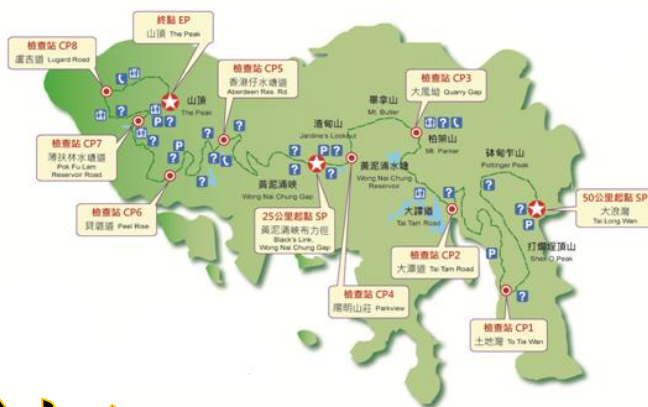 終點 EP
山頂 The Peak
檢查站 CP8
盧吉道 Lugard Road
檢查站 CP5
香港仔水塘道
Aberdeen Res. Rd.
山頂
The Peak
檢查站 CP7
薄扶林水塘道
Pok Fu Lam
Reservoir Road
檢查站 CP6
貝璐道 Peel Rise
黃泥涌峽
Wong Nai Chung Gap
25公里起點 SP
黃泥涌峽布力徑
Black's Link,
Wong Nai Chung Gap
渣甸山
Jardine's Lookout
畢拿山
Mt. Butler
檢查站 CP3
大風坳 Quarry Gap
柏架山
Mt. Parker
黃泥涌水塘
Wong Nai Chung
Reservoir
檢查站 CP4
陽明山莊 Parkview
大潭道
Tai Tam Road
檢查站 CP2
大潭道 Tai Tam Road
砵甸乍山
Pottinger Peak
50公里起點 SP
大浪灣
Tai Long Wan
打爛埕頂山
Shek O Peak
檢查站 CP1
土地灣 To Tie Wan